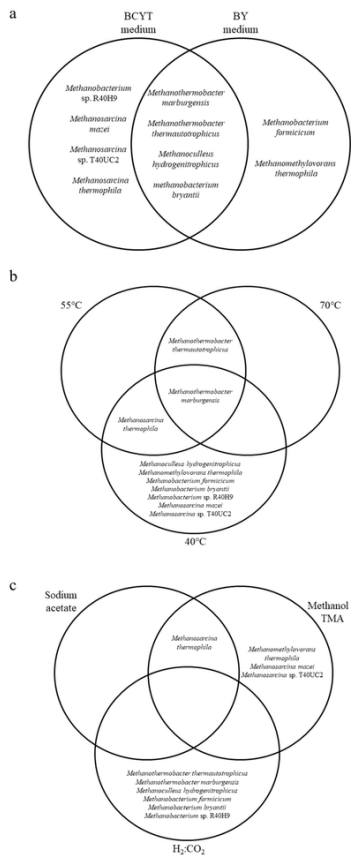 a
BCYT
medium
BY
medium
Methanobacterium
sp. R40H9
Methanosarcina
mazei
Methanosarcina
sp. T40UC2
Methanosarcina
thermophila
Methanothermobacter
marburgensis
Methanothermobacter
thermautotrophicus
Methanoculleus
hydrogenitrophicus
methanobacterium
bryantii
Methanobacterium
formicicum
Methanomethylovorans
thermophila
b
55°C
70°C
Methanothermobacter
thermautotrophicus
Methanothermobacter
marburgensis
Methanosarcina
thermophila
Methanoculleus hydrogenitrophicus
Methanomethylovorans thermophila
Methanobacterium formicicum
Methanobacterium bryantii
Methanobacterium sp. R40H9
Methanosarcina mazei
Methanosarcina sp. T40UC2
40°C
c
Sodium
acetate
Methanol
TMA
Methanosarcina
thermophila
Methanomethylovorans
thermophila
Methanosarcina mazei
Methanosarcina sp. T40UC2
Methanothermobacter thermautotrophicus
Methanothermobacter marburgensis
Methanoculleus hydrogenitrophicus
Methanobacterium formicicum
Methanobacterium bryantii
Methanobacterium sp. R40H9
H₂:CO₂